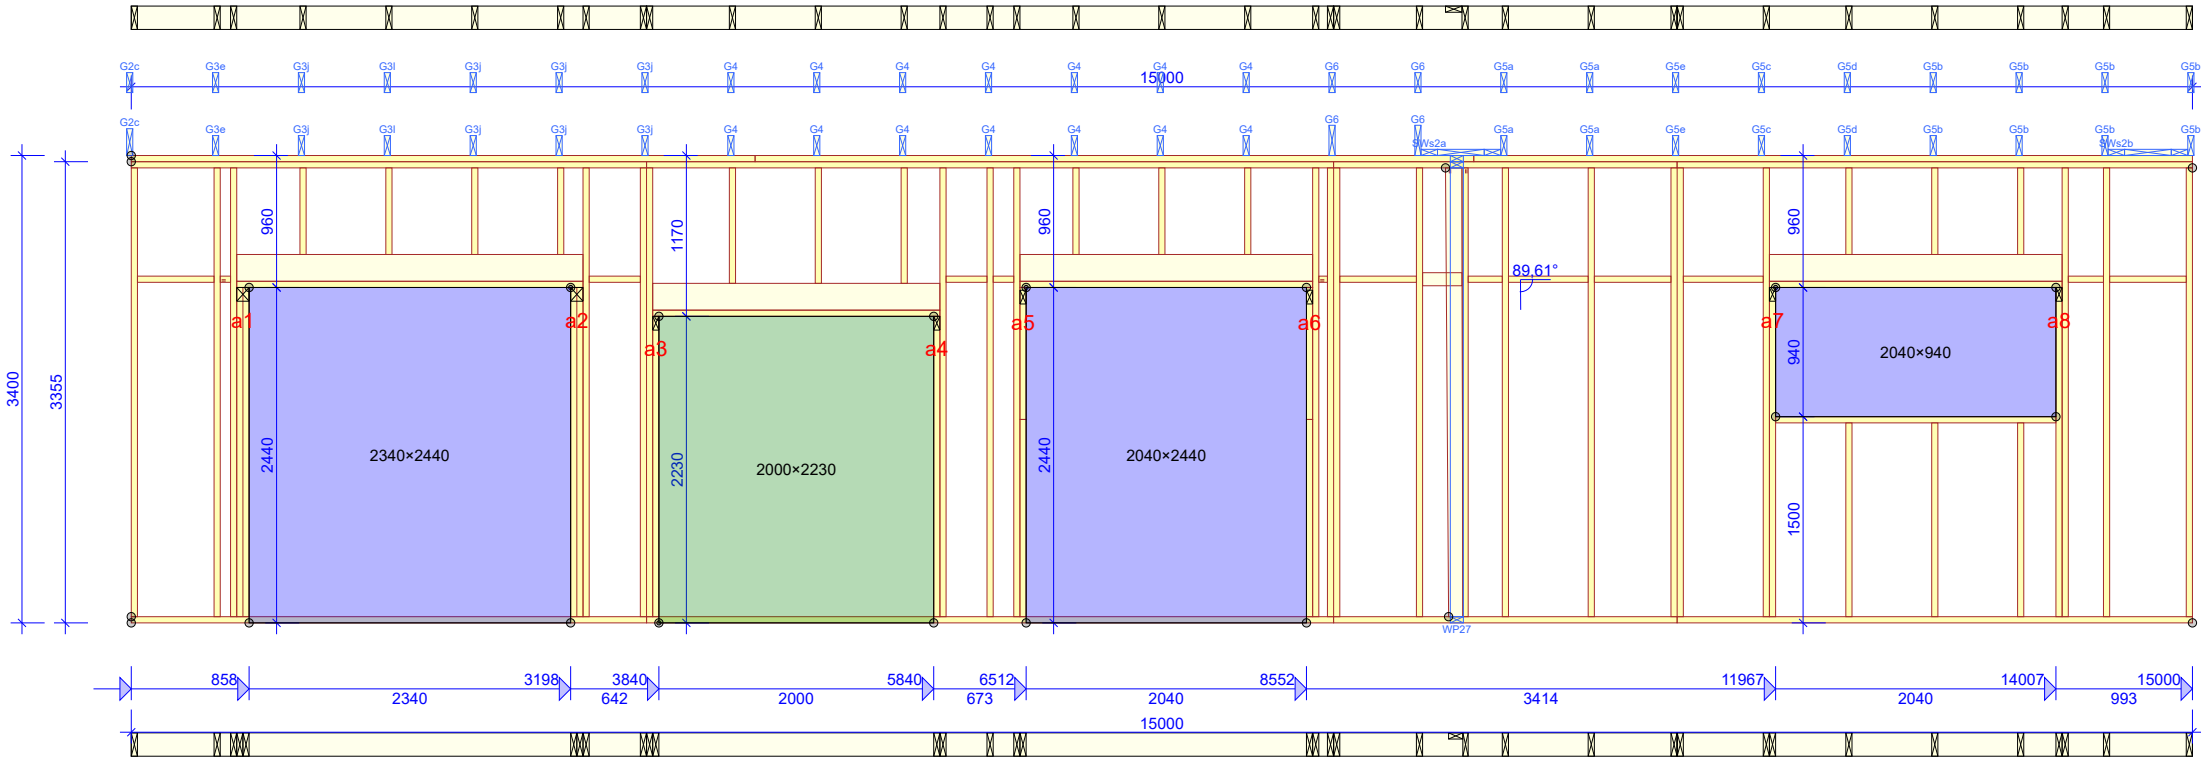 G2c G3e G3j G3l G3j G3j G3j G4 G4 G4 G4 G4 G4 G4 G6 G6 G5a G5a G5e G5c G5d G5b G5b G5b G5b
15000
G2c G3e G3j G3l G3j G3j G3j G4 G4 G4 G4 G4 G4 G4 G6 G6 G5a G5a G5e G5c G5d G5b G5b G5b G5b
SWs2a SWs2b
960 1170 960 960
89,61°
a1 a2 a3 a4 a5 a6 a7 a8
3400 3355
940 2040×940
2440 2340×2440 2230 2000×2230 2440 2040×2440
1500
WP27
858 3198 3840 5840 6512 8552 11967 14007 15000
2340 642 2000 673 2040 3414 2040 993
15000